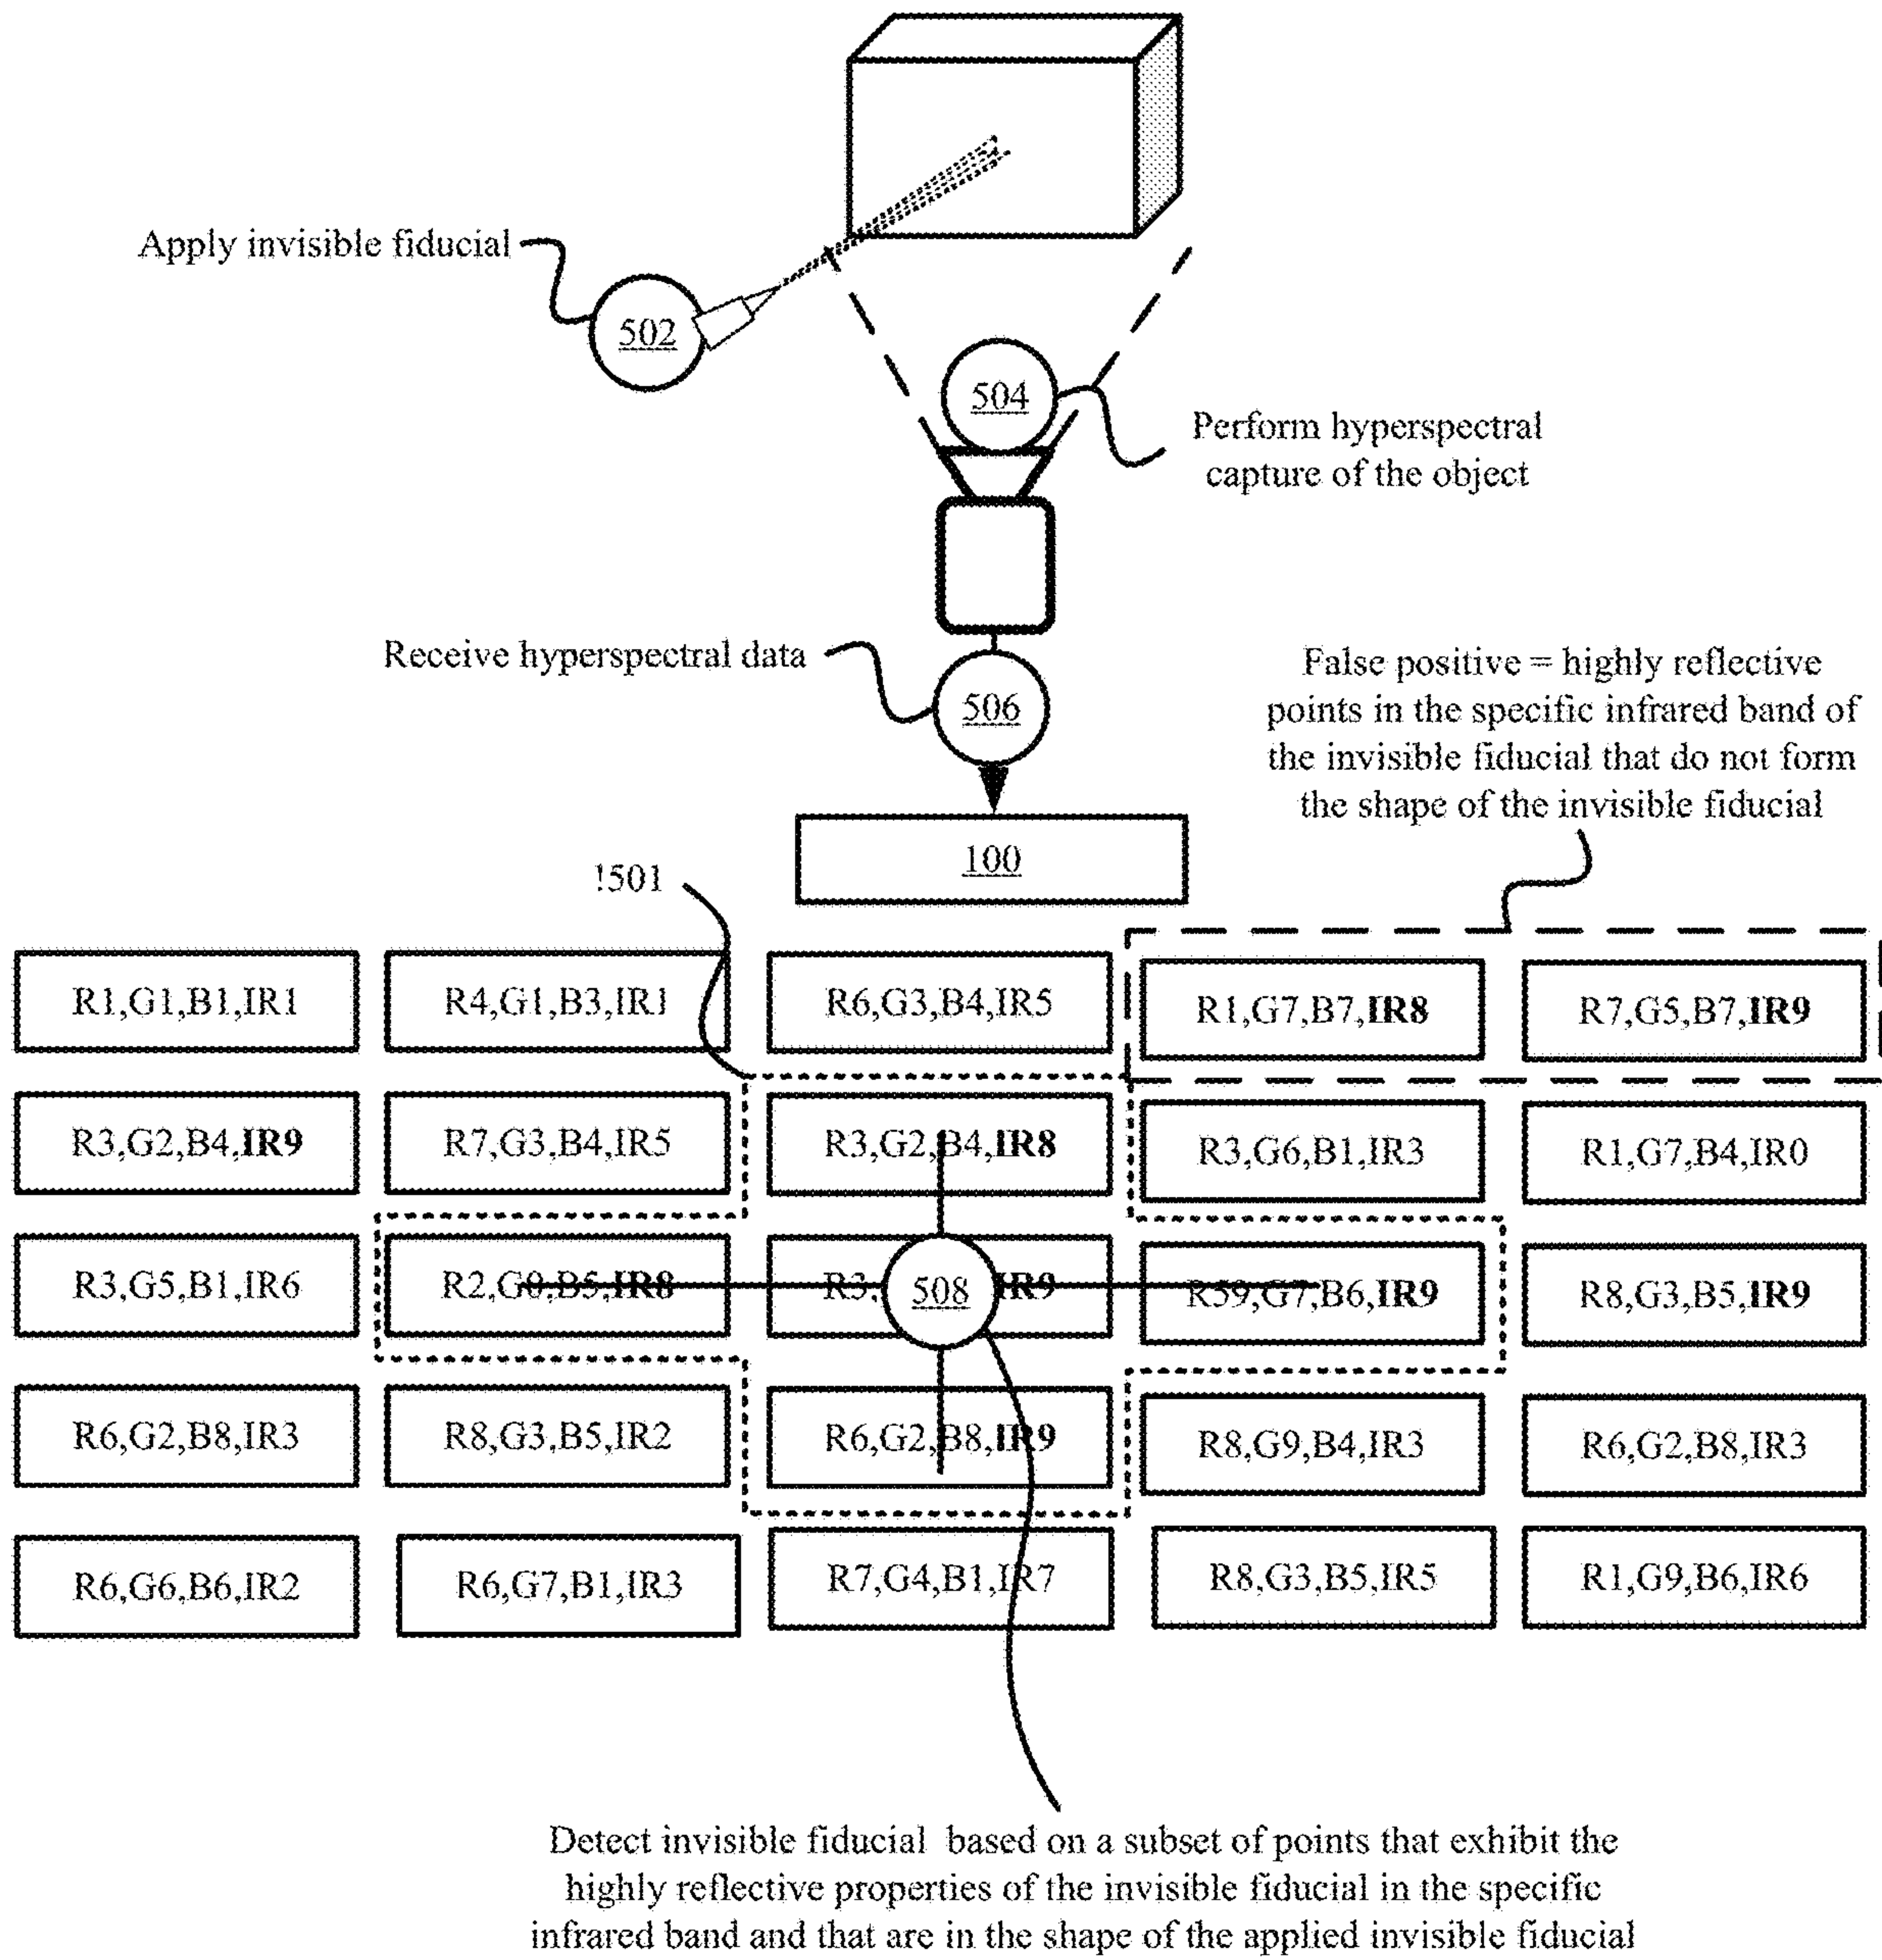 Apply invisible fiducial
502
504
Perform hyperspectral
capture of the object
Receive hyperspectral data
506
False positive = highly reflective
points in the specific infrared band of
the invisible fiducial that do not form
the shape of the invisible fiducial
100
!501
R1,G1,B1,IR1
R4,G1,B3,IR1
R6,G3,B4,IR5
R1,G7,B7,IR8
R7,G5,B7,IR9
R3,G2,B4,IR9
R7,G3,B4,IR5
R3,G2,B4,IR8
R3,G6,B1,IR3
R1,G7,B4,IR0
R3,G5,B1,IR6
R2,G0,B5,IR8
R3, IR9
508
R59,G7,B6,IR9
R8,G3,B5,IR9
R6,G2,B8,IR3
R8,G3,B5,IR2
R6,G2,B8,IR9
R8,G9,B4,IR3
R6,G2,B8,IR3
R6,G6,B6,IR2
R6,G7,B1,IR3
R7,G4,B1,IR7
R8,G3,B5,IR5
R1,G9,B6,IR6
Detect invisible fiducial based on a subset of points that exhibit the
highly reflective properties of the invisible fiducial in the specific
infrared band and that are in the shape of the applied invisible fiducial